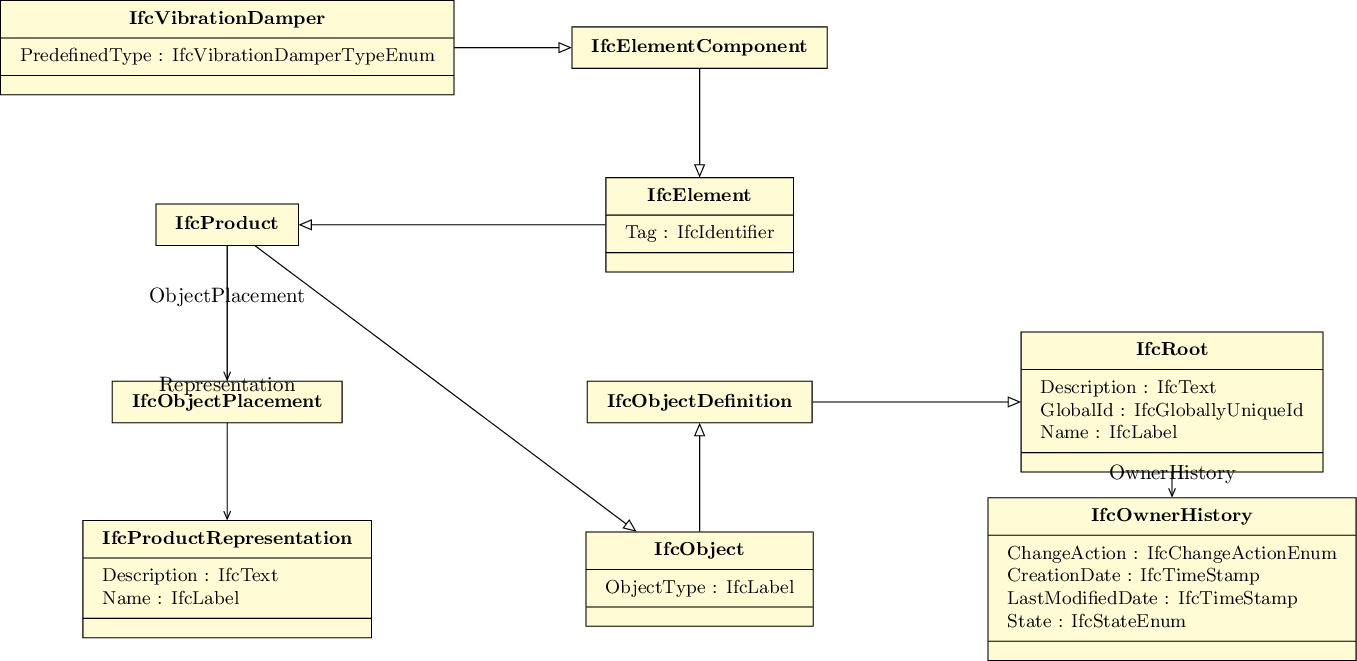 IfcVibrationDamper
PredefinedType : IfcVibrationDamperTypeEnum
IfcElementComponent
IfcElement
Tag : IfcIdentifier
IfcProduct
ObjectPlacement
Representation
IfcObjectPlacement
IfcObjectDefinition
IfcRoot
Description : IfcText
GlobalId : IfcGloballyUniqueId
Name : IfcLabel
OwnerHistory
IfcOwnerHistory
ChangeAction : IfcChangeActionEnum
CreationDate : IfcTimeStamp
LastModifiedDate : IfcTimeStamp
State : IfcStateEnum
IfcProductRepresentation
Description : IfcText
Name : IfcLabel
IfcObject
ObjectType : IfcLabel